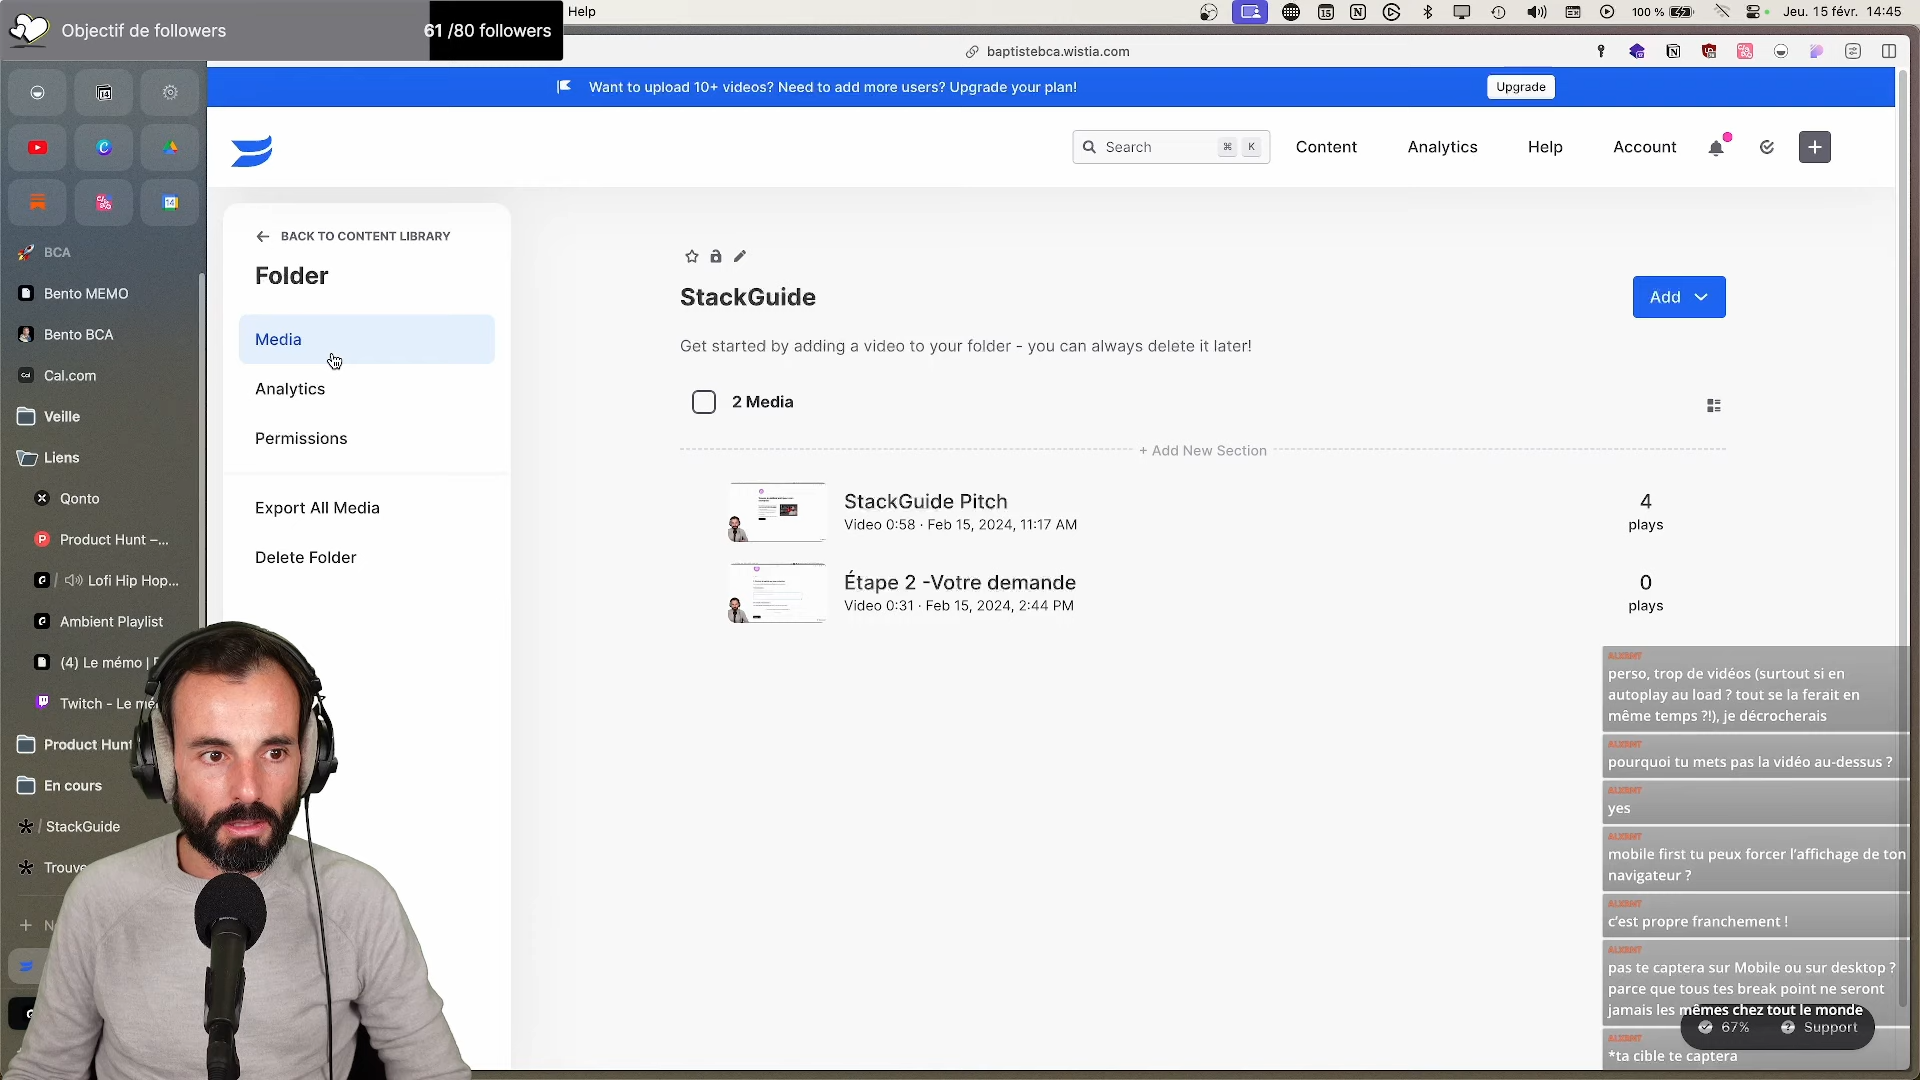 Objectif de followers
61 /80 followers
Help
100 %
Jeu. 15 févr. 14:45
baptistebca.wistia.com
Want to upload 10+ videos? Need to add more users? Upgrade your plan!
Upgrade
Search
⌘ K
Content
Analytics
Help
Account
BCA
Bento MEMO
Bento BCA
Cal.com
Veille
Liens
Qonto
Product Hunt –...
Lofi Hip Hop...
Ambient Playlist
(4) Le mémo |
Twitch - Le mé
Product Hunt
En cours
/ StackGuide
Trouve
BACK TO CONTENT LIBRARY
Folder
Media
Analytics
Permissions
Export All Media
Delete Folder
StackGuide
Add
Get started by adding a video to your folder - you can always delete it later!
2 Media
+ Add New Section
StackGuide Pitch
Video 0:58 · Feb 15, 2024, 11:17 AM
4
plays
Étape 2 -Votre demande
Video 0:31 · Feb 15, 2024, 2:44 PM
0
plays
ALXRNT
perso, trop de vidéos (surtout si en
autoplay au load ? tout se la ferait en
même temps ?!), je décrocherais
ALXRNT
pourquoi tu mets pas la vidéo au-dessus ?
ALXRNT
yes
ALXRNT
mobile first tu peux forcer l'affichage de ton
navigateur ?
ALXRNT
c'est propre franchement !
ALXRNT
pas te captera sur Mobile ou sur desktop ?
parce que tous tes break point ne seront
jamais les mêmes chez tout le monde
67%
Support
ALXRNT
*ta cible te captera